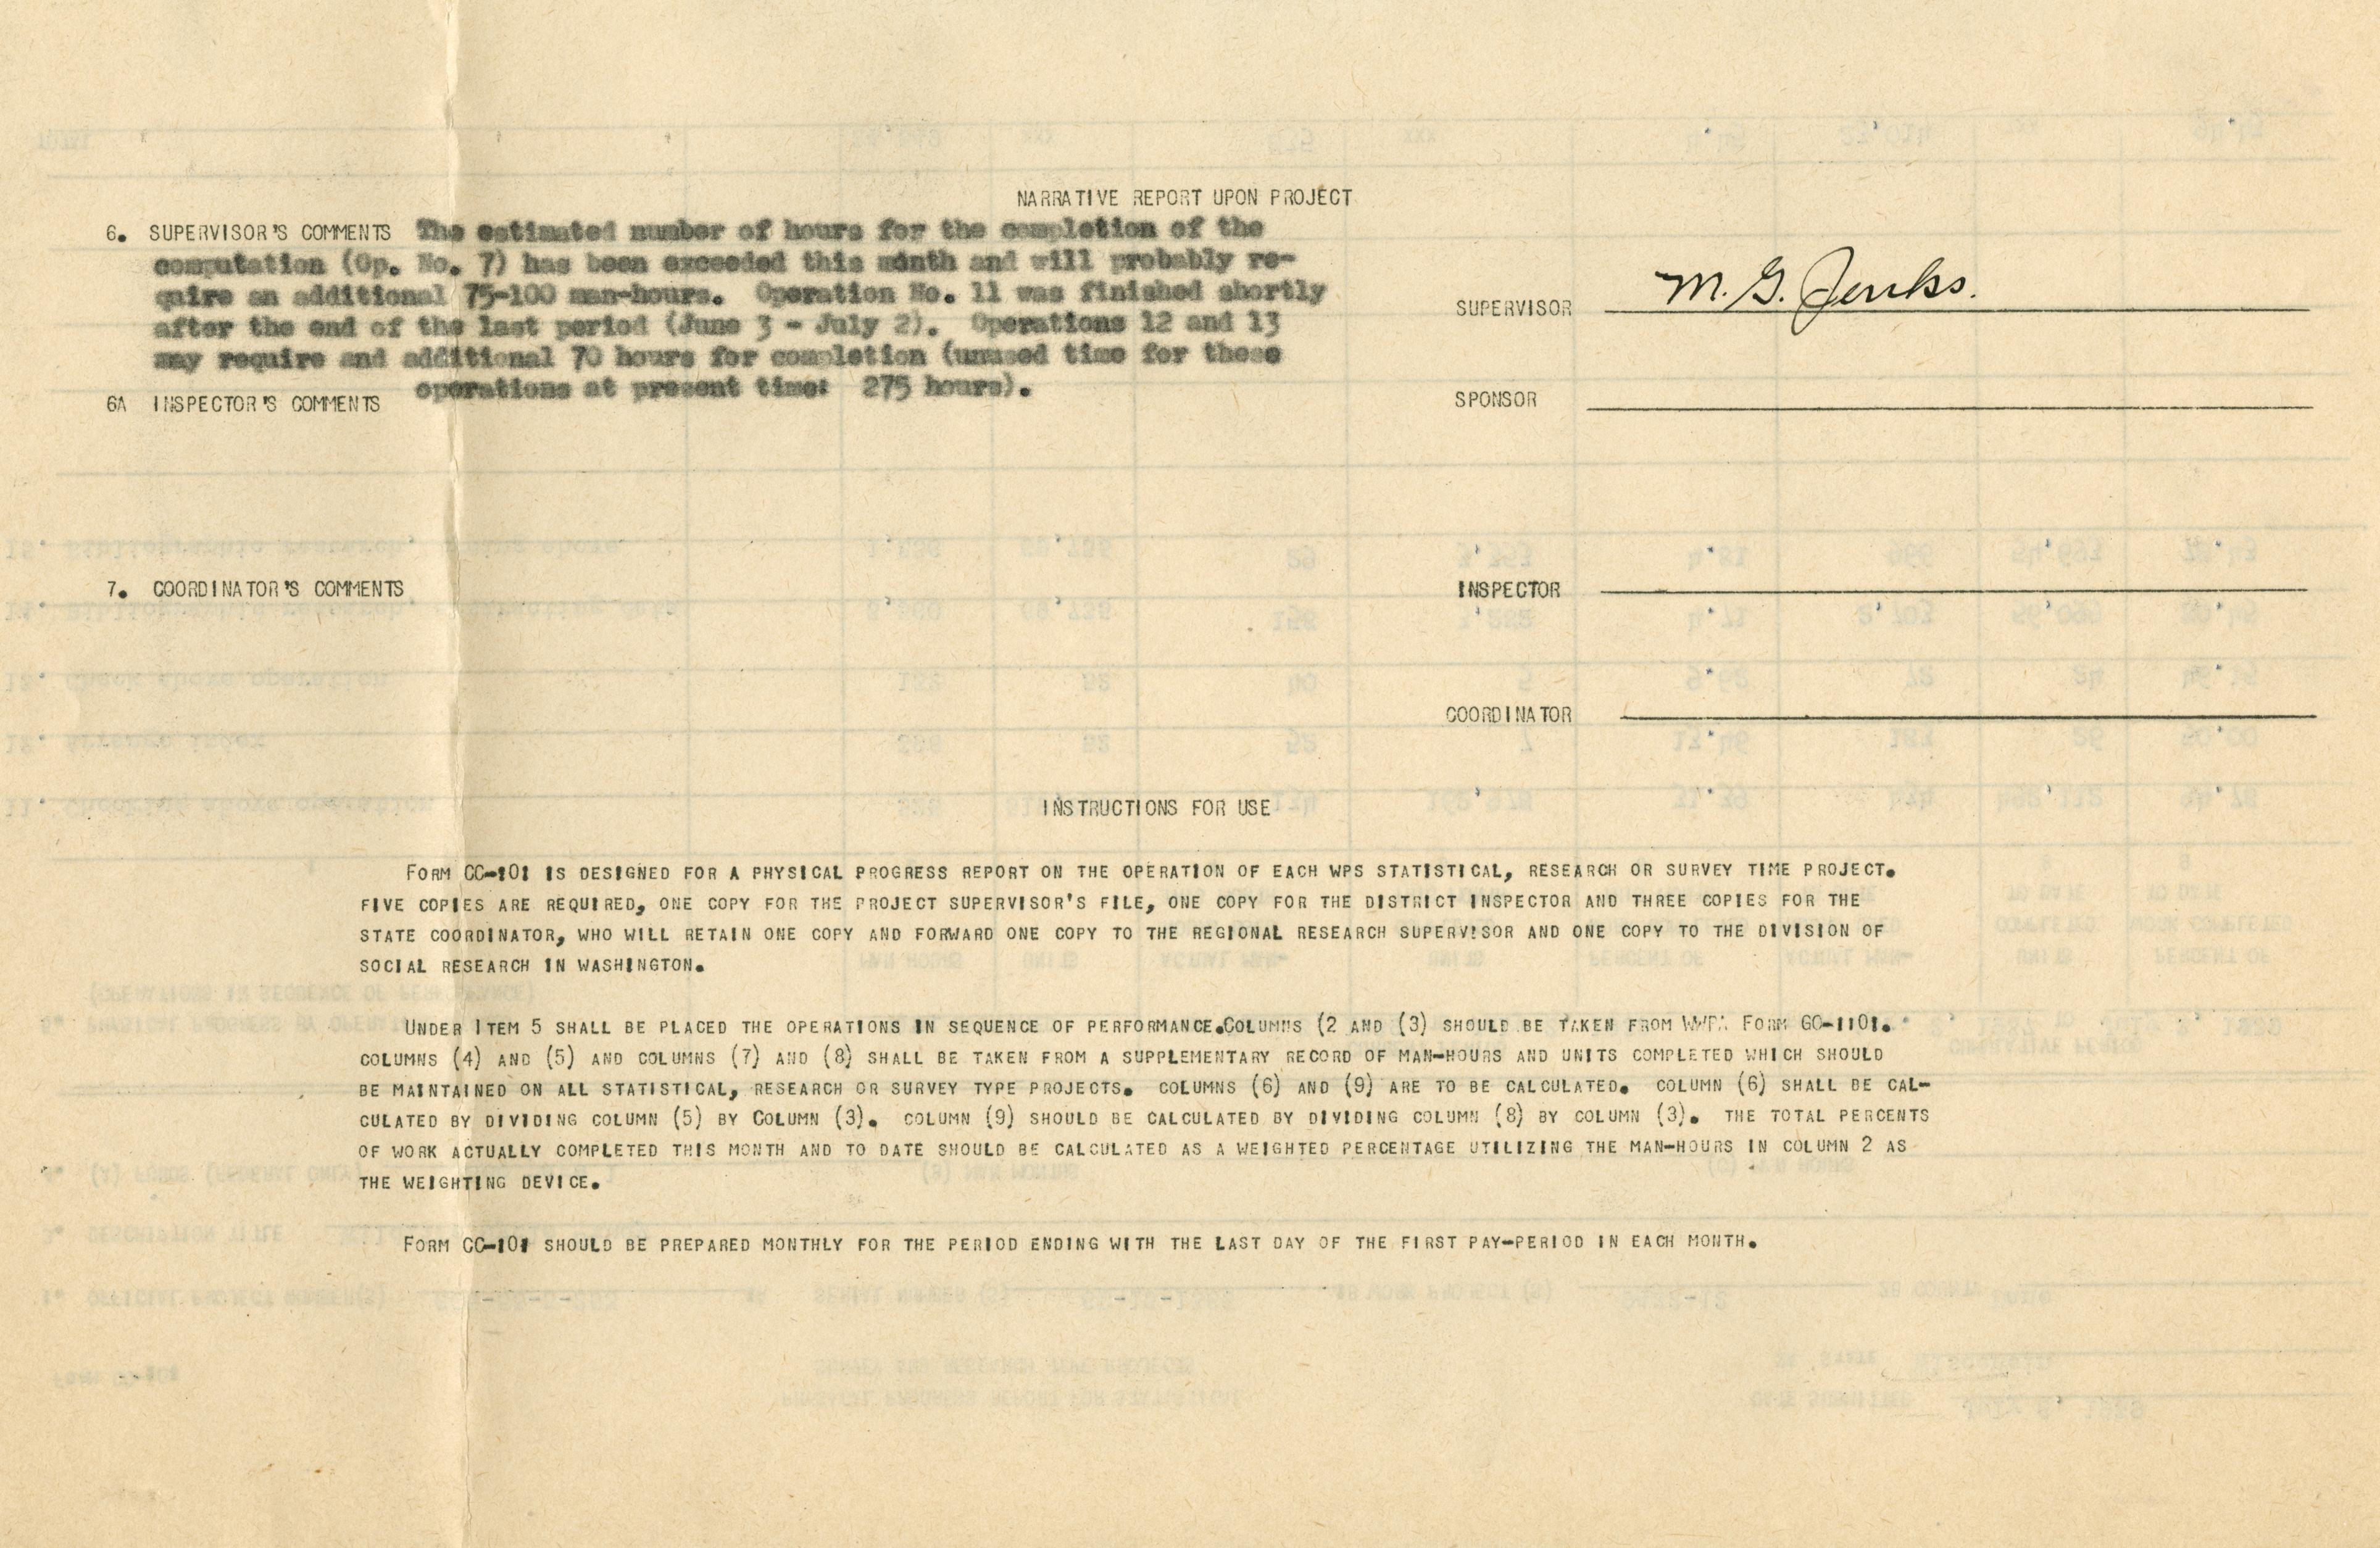 NARRATIVE REPORT UPON PROJECT
6. SUPERVISOR'S COMMENTS The estimated number of hours for the completion of the
computation (Op. No. 7) has been exceeded this month and will probably re-
quire an additional 75-100 man-hours. Operation No. 11 was finished shortly
after the end of the last period (June 3 - July 2). Operations 12 and 13
may require and additional 70 hours for completion (unused time for these
operations at present time: 275 hours).
SUPERVISOR M. G. Jenks.
6A INSPECTOR'S COMMENTS
SPONSOR
7. COORDINATOR'S COMMENTS
INSPECTOR
COORDINATOR
INSTRUCTIONS FOR USE
FORM CC-101 IS DESIGNED FOR A PHYSICAL PROGRESS REPORT ON THE OPERATION OF EACH WPS STATISTICAL, RESEARCH OR SURVEY TIME PROJECT.
FIVE COPIES ARE REQUIRED, ONE COPY FOR THE PROJECT SUPERVISOR'S FILE, ONE COPY FOR THE DISTRICT INSPECTOR AND THREE COPIES FOR THE
STATE COORDINATOR, WHO WILL RETAIN ONE COPY AND FORWARD ONE COPY TO THE REGIONAL RESEARCH SUPERVISOR AND ONE COPY TO THE DIVISION OF
SOCIAL RESEARCH IN WASHINGTON.
UNDER ITEM 5 SHALL BE PLACED THE OPERATIONS IN SEQUENCE OF PERFORMANCE.COLUMNS (2 AND (3) SHOULD BE TAKEN FROM FORM GO-1101.
COLUMNS (4) AND (5) AND COLUMNS (7) AND (8) SHALL BE TAKEN FROM A SUPPLEMENTARY RECORD OF MAN-HOURS AND UNITS COMPLETED WHICH SHOULD
BE MAINTAINED ON ALL STATISTICAL, RESEARCH OR SURVEY TYPE PROJECTS. COLUMNS (6) AND (9) ARE TO BE CALCULATED. COLUMN (6) SHALL BE CAL-
CULATED BY DIVIDING COLUMN (5) BY COLUMN (3). COLUMN (9) SHOULD BE CALCULATED BY DIVIDING COLUMN (8) BY COLUMN (3). THE TOTAL PERCENTS
OF WORK ACTUALLY COMPLETED THIS MONTH AND TO DATE SHOULD BE CALCULATED AS A WEIGHTED PERCENTAGE UTILIZING THE MAN-HOURS IN COLUMN 2 AS
THE WEIGHTING DEVICE.
FORM CC-101 SHOULD BE PREPARED MONTHLY FOR THE PERIOD ENDING WITH THE LAST DAY OF THE FIRST PAY-PERIOD IN EACH MONTH.